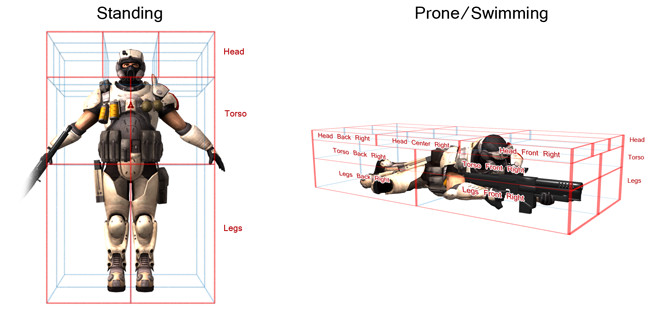 Standing
Prone/Swimming
Head
Torso
Legs
Head Back Right
Head Center Right
Head Front Right
Head
Torso Back Right
Torso Front Right
Torso
Legs Back Right
Legs Front Right
Legs